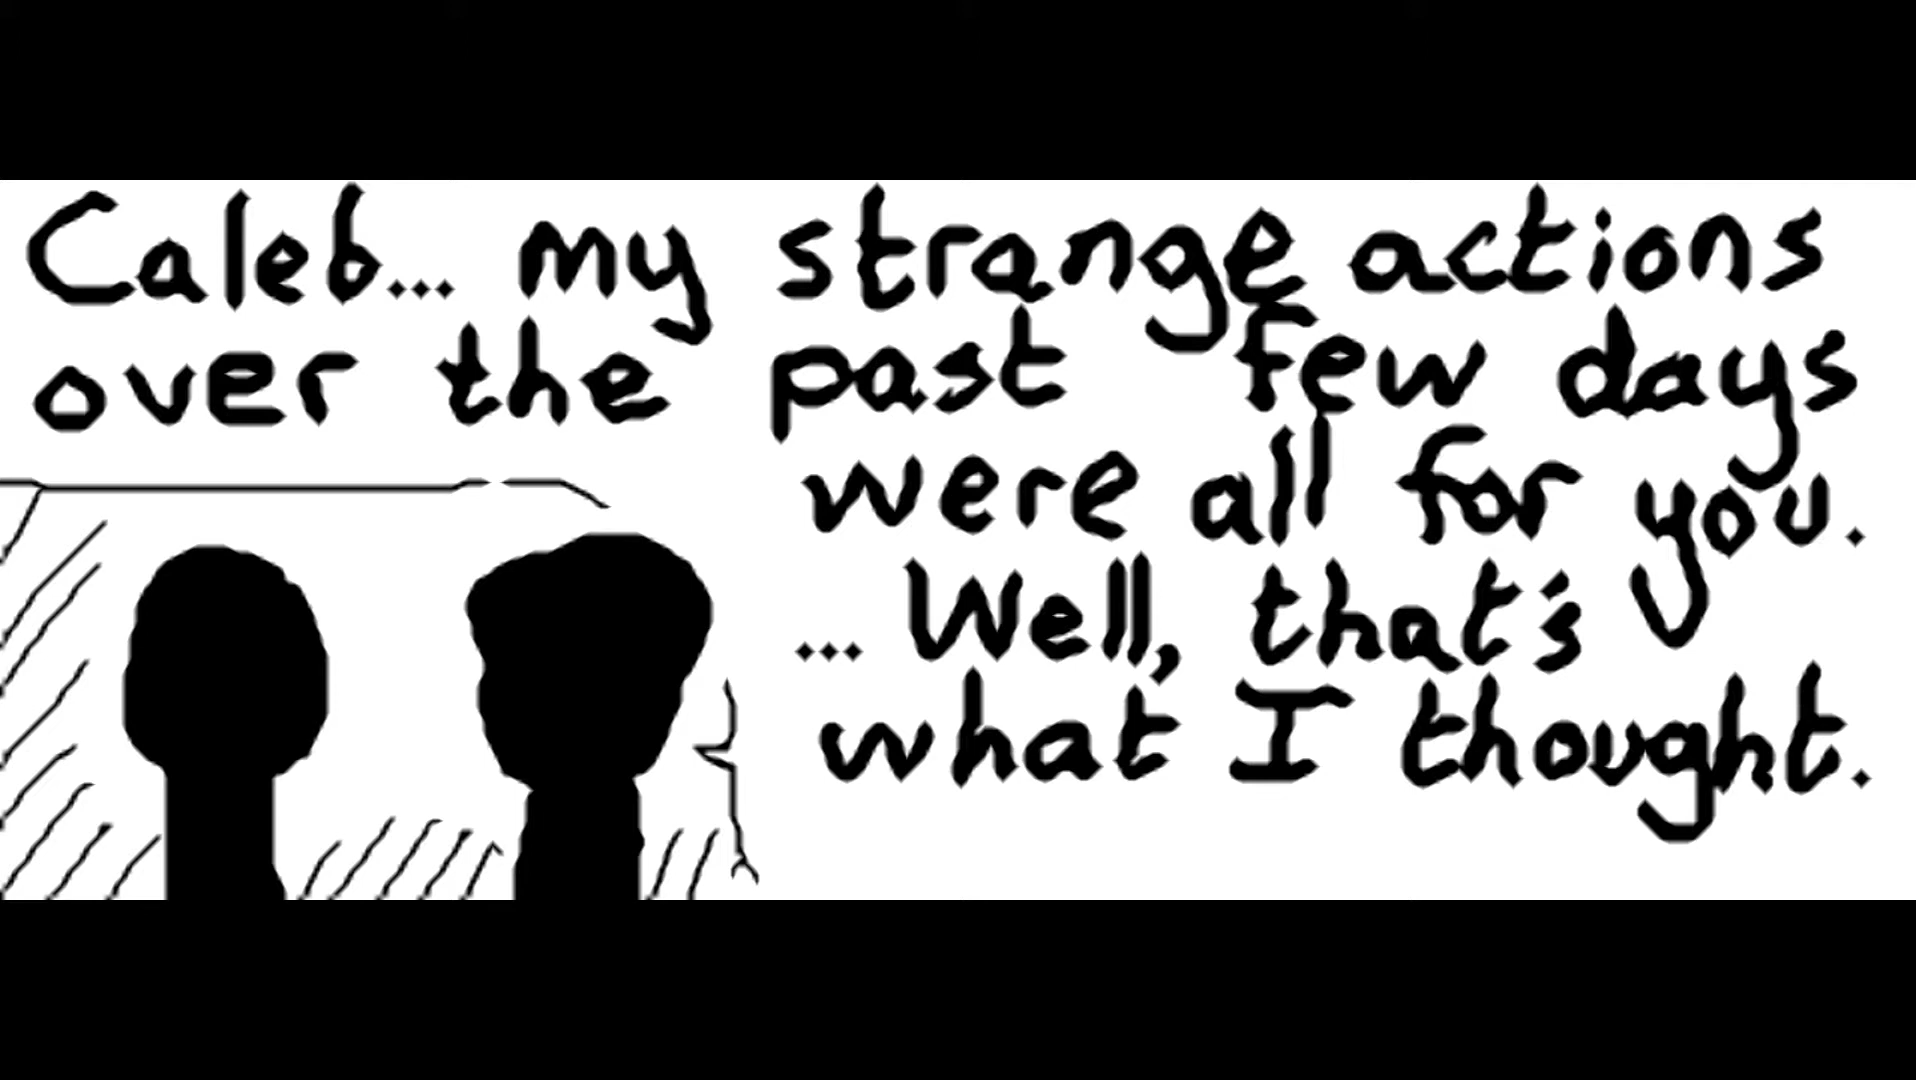 Caleb... my strange actions
over the past few days
were all for you.
... Well, that's
what I thought.